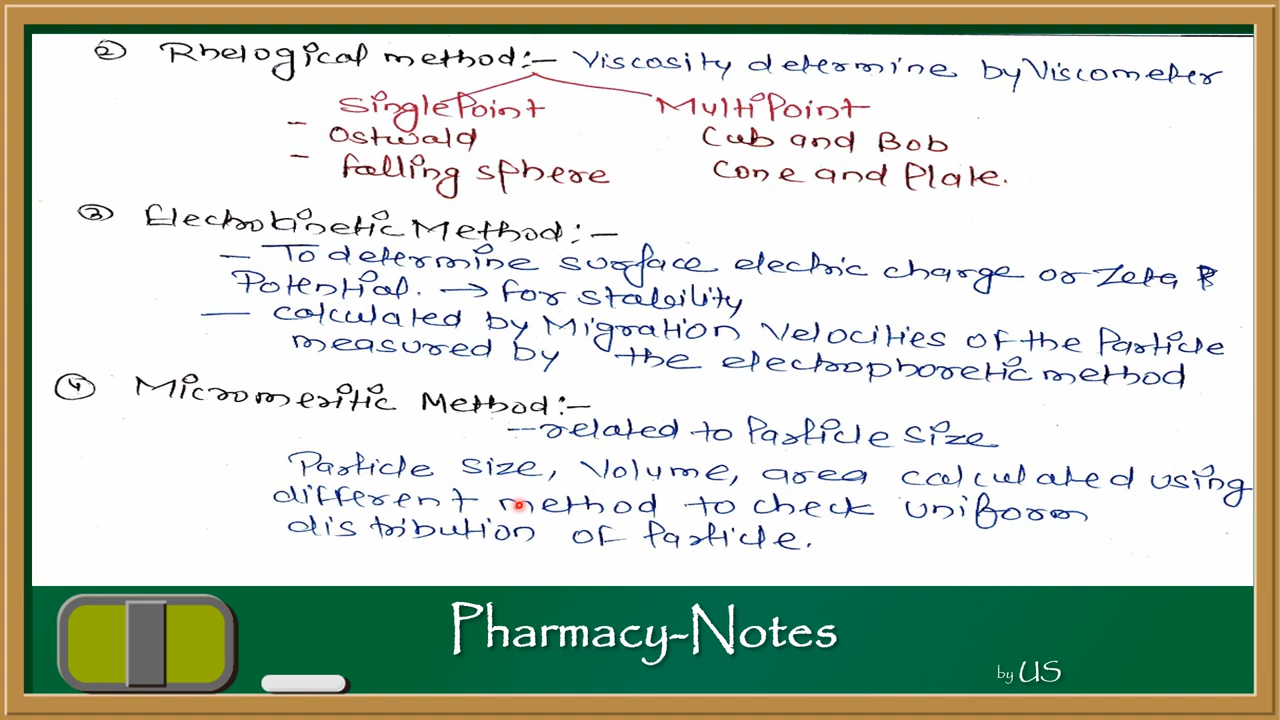 ② Rhelogical method:- Viscosity determine by Viscometer
Single Point MultiPoint
- Ostwald Cub and Bob
- falling sphere Cone and Plate.
③ Electrokinetic Method:-
- To determine surface electric charge or Zeta P
Potential. → for stability
- calculated by Migration Velocities of the Particle
measured by the electrophoretic method
④ Micromeritic Method:-
- related to Particle size
Particle size, Volume, area calculated using
different method to check uniform
distribution of Particle.
Pharmacy-Notes
by US